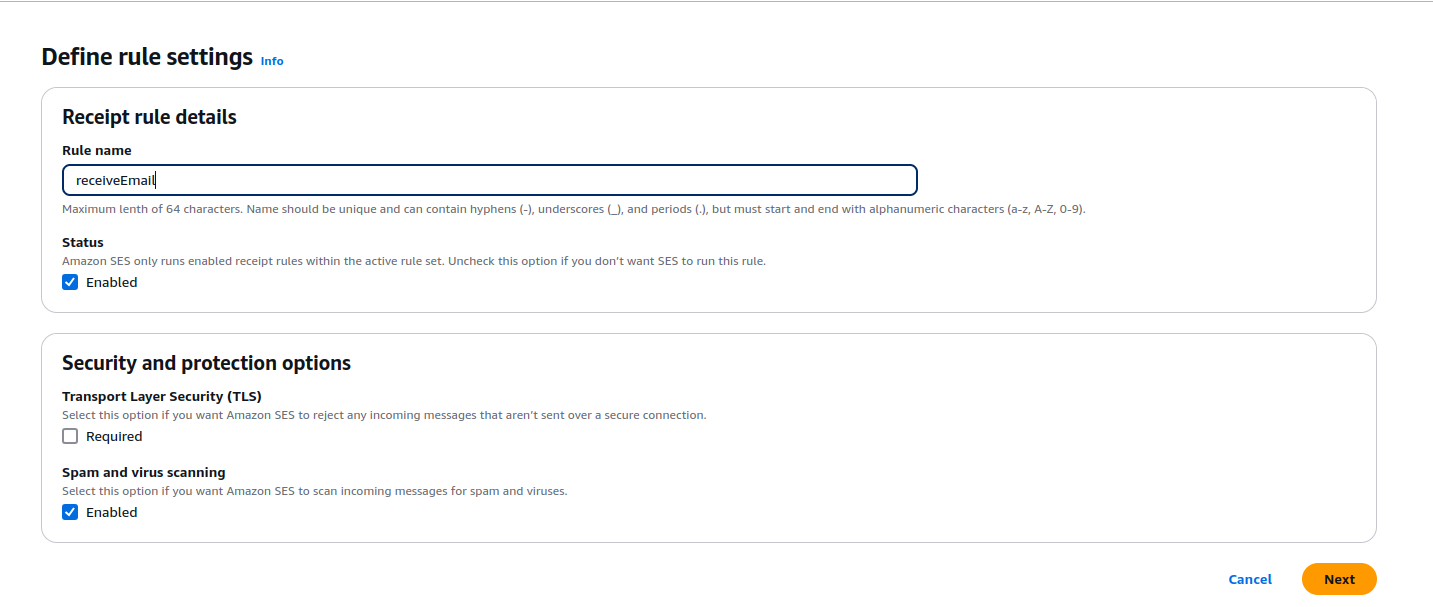 Define rule settings Info
Receipt rule details
Rule name
receiveEmail
Maximum lenth of 64 characters. Name should be unique and can contain hyphens (-), underscores (_), and periods (.), but must start and end with alphanumeric characters (a-z, A-Z, 0-9).
Status
Amazon SES only runs enabled receipt rules within the active rule set. Uncheck this option if you don't want SES to run this rule.
Enabled
Security and protection options
Transport Layer Security (TLS)
Select this option if you want Amazon SES to reject any incoming messages that aren't sent over a secure connection.
Required
Spam and virus scanning
Select this option if you want Amazon SES to scan incoming messages for spam and viruses.
Enabled
Cancel Next